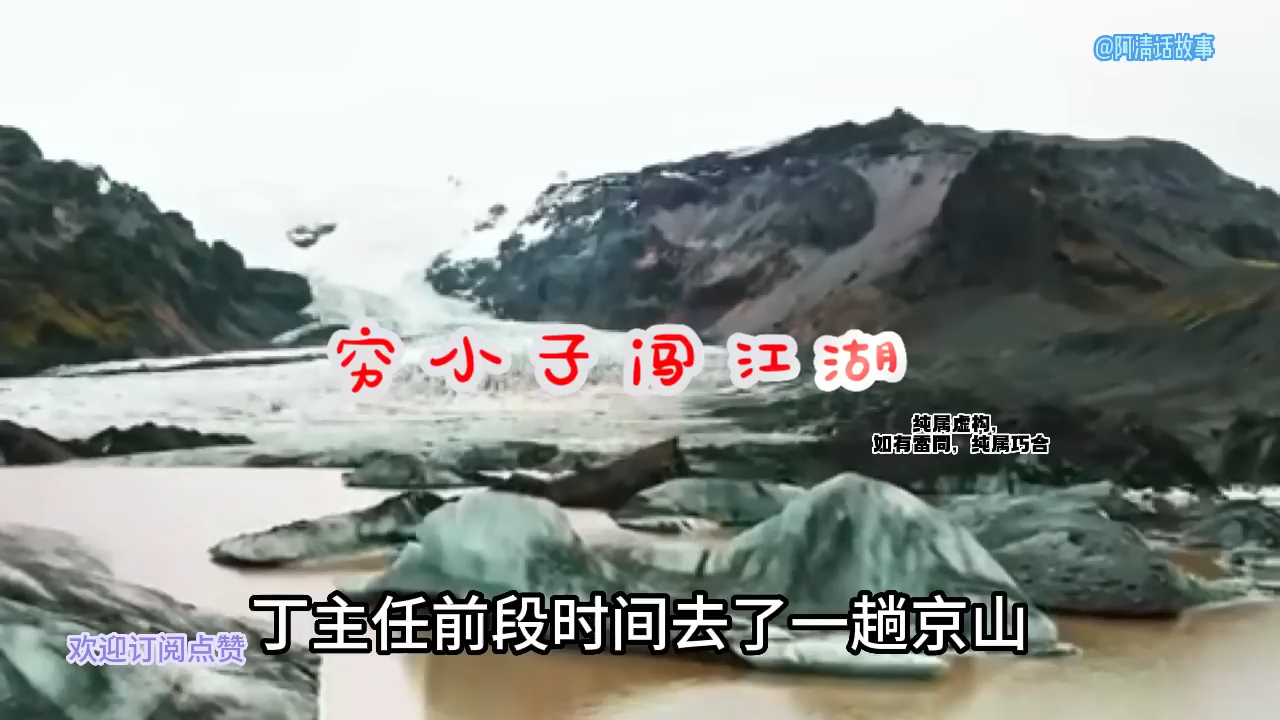 @阿清话故事
穷小子闯江湖
纯属虚构，
如有雷同，纯属巧合
丁主任前段时间去了一趟京山
欢迎订阅点赞